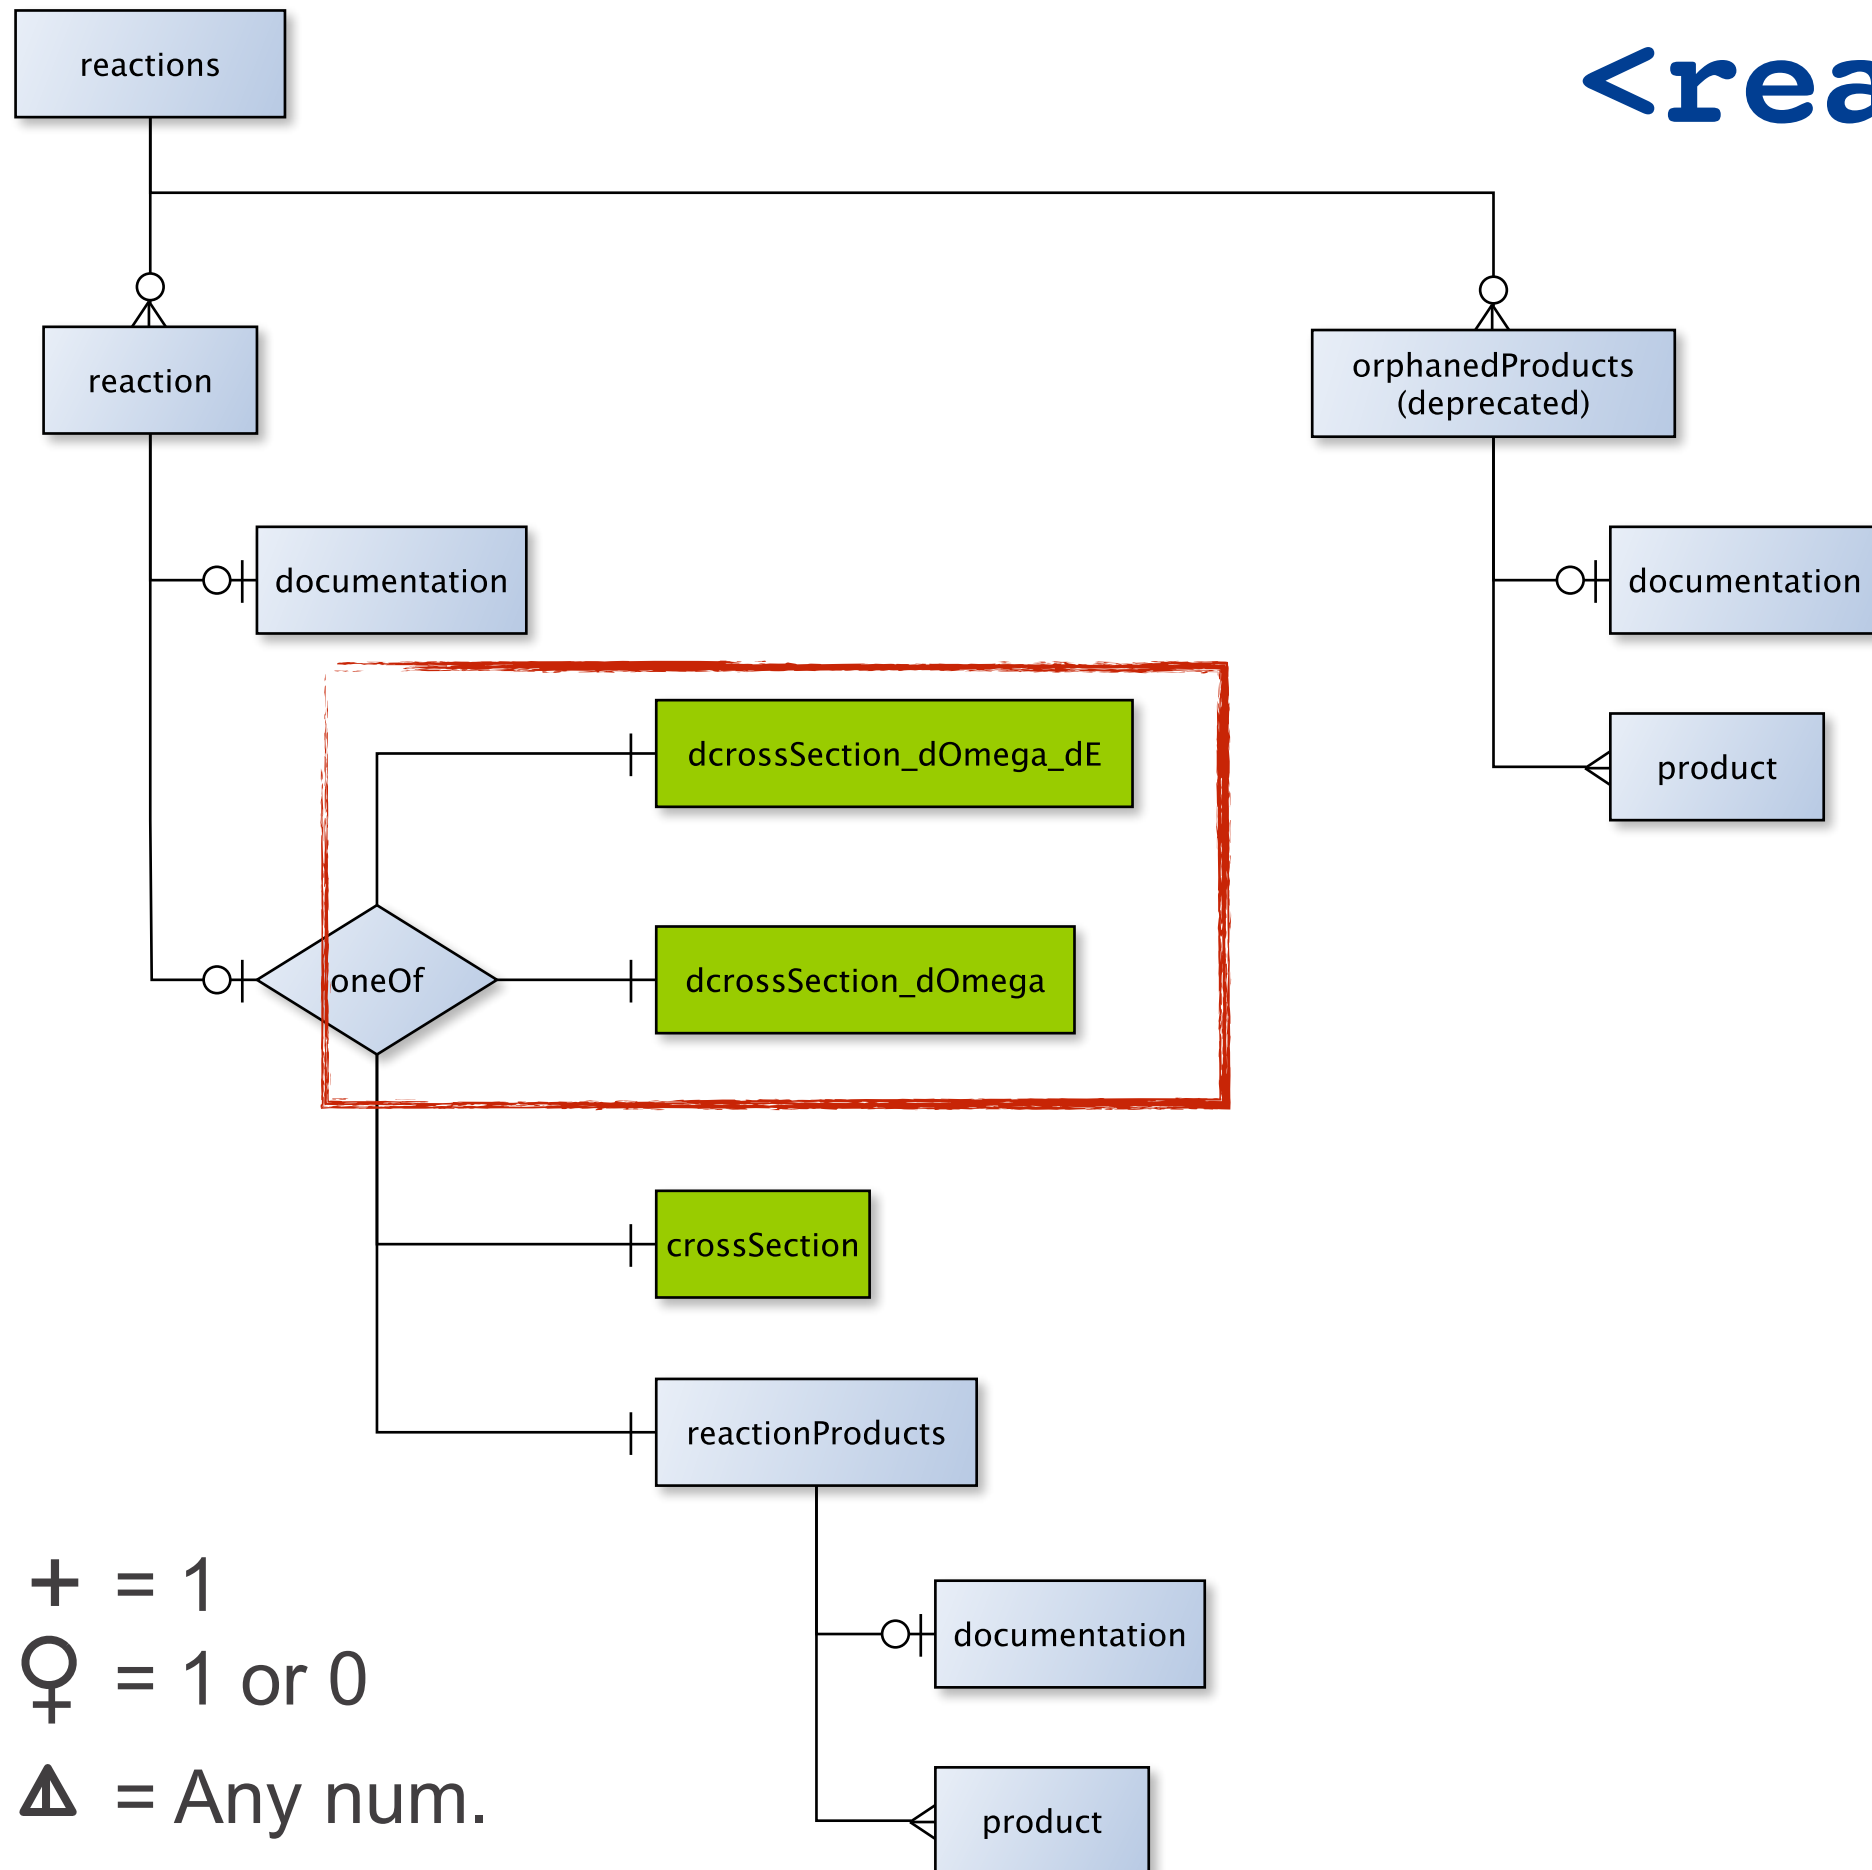 reactions
<rea
reaction
orphanedProducts
(deprecated)
documentation
documentation
dcrossSection_dOmega_dE
product
oneOf
dcrossSection_dOmega
crossSection
reactionProducts
+ = 1
= 1 or 0
documentation
= Any num.
product